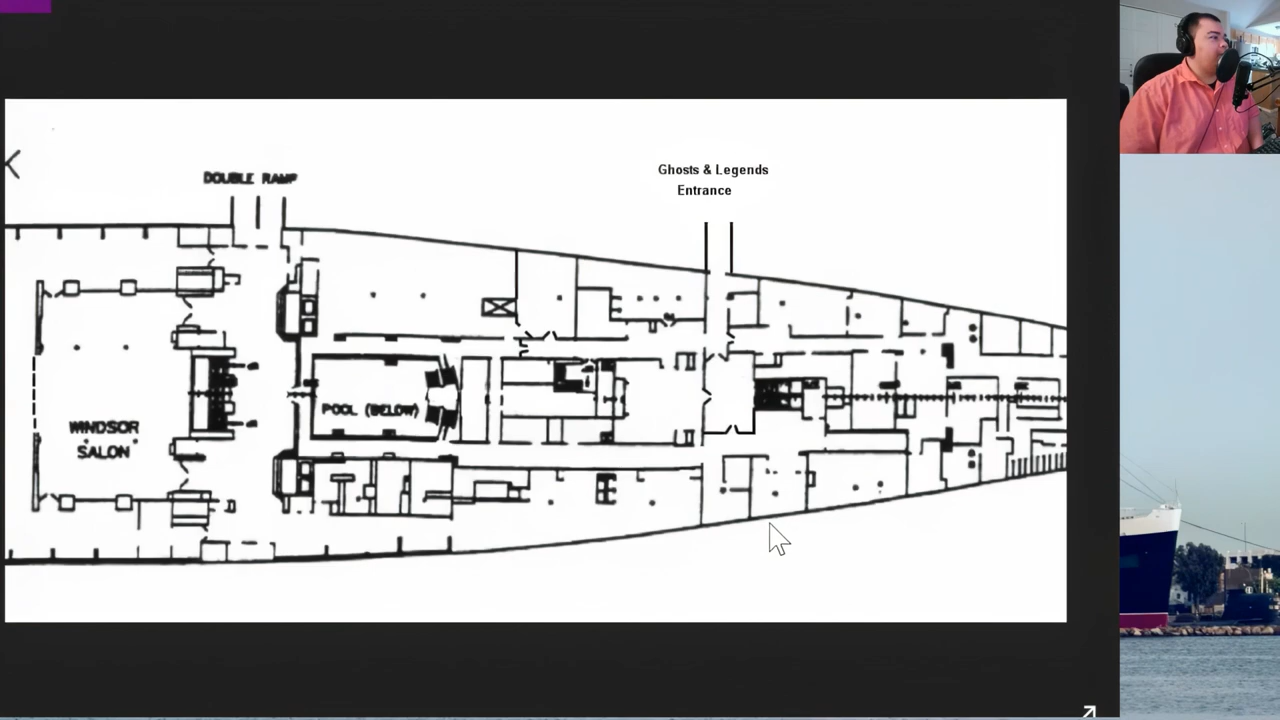 DOUBLE RAMP
Ghosts & Legends
Entrance
POOL (BELOW)
WINDSOR
SALON